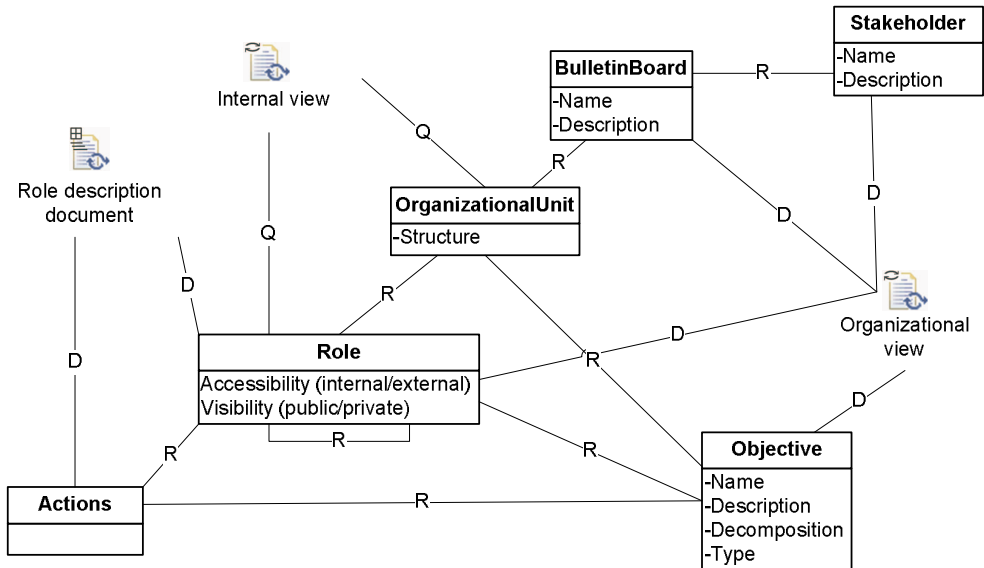 Stakeholder
-Name
-Description
BulletinBoard
-Name
-Description
R
Internal view
Q
R
Role description
document
OrganizationalUnit
-Structure
D
D
Q
D
R
D
Organizational
view
D
Role
Accessibility (internal/external)
Visibility (public/private)
R
R
D
D
R
R
R
Objective
-Name
-Description
-Decomposition
-Type
Actions
R